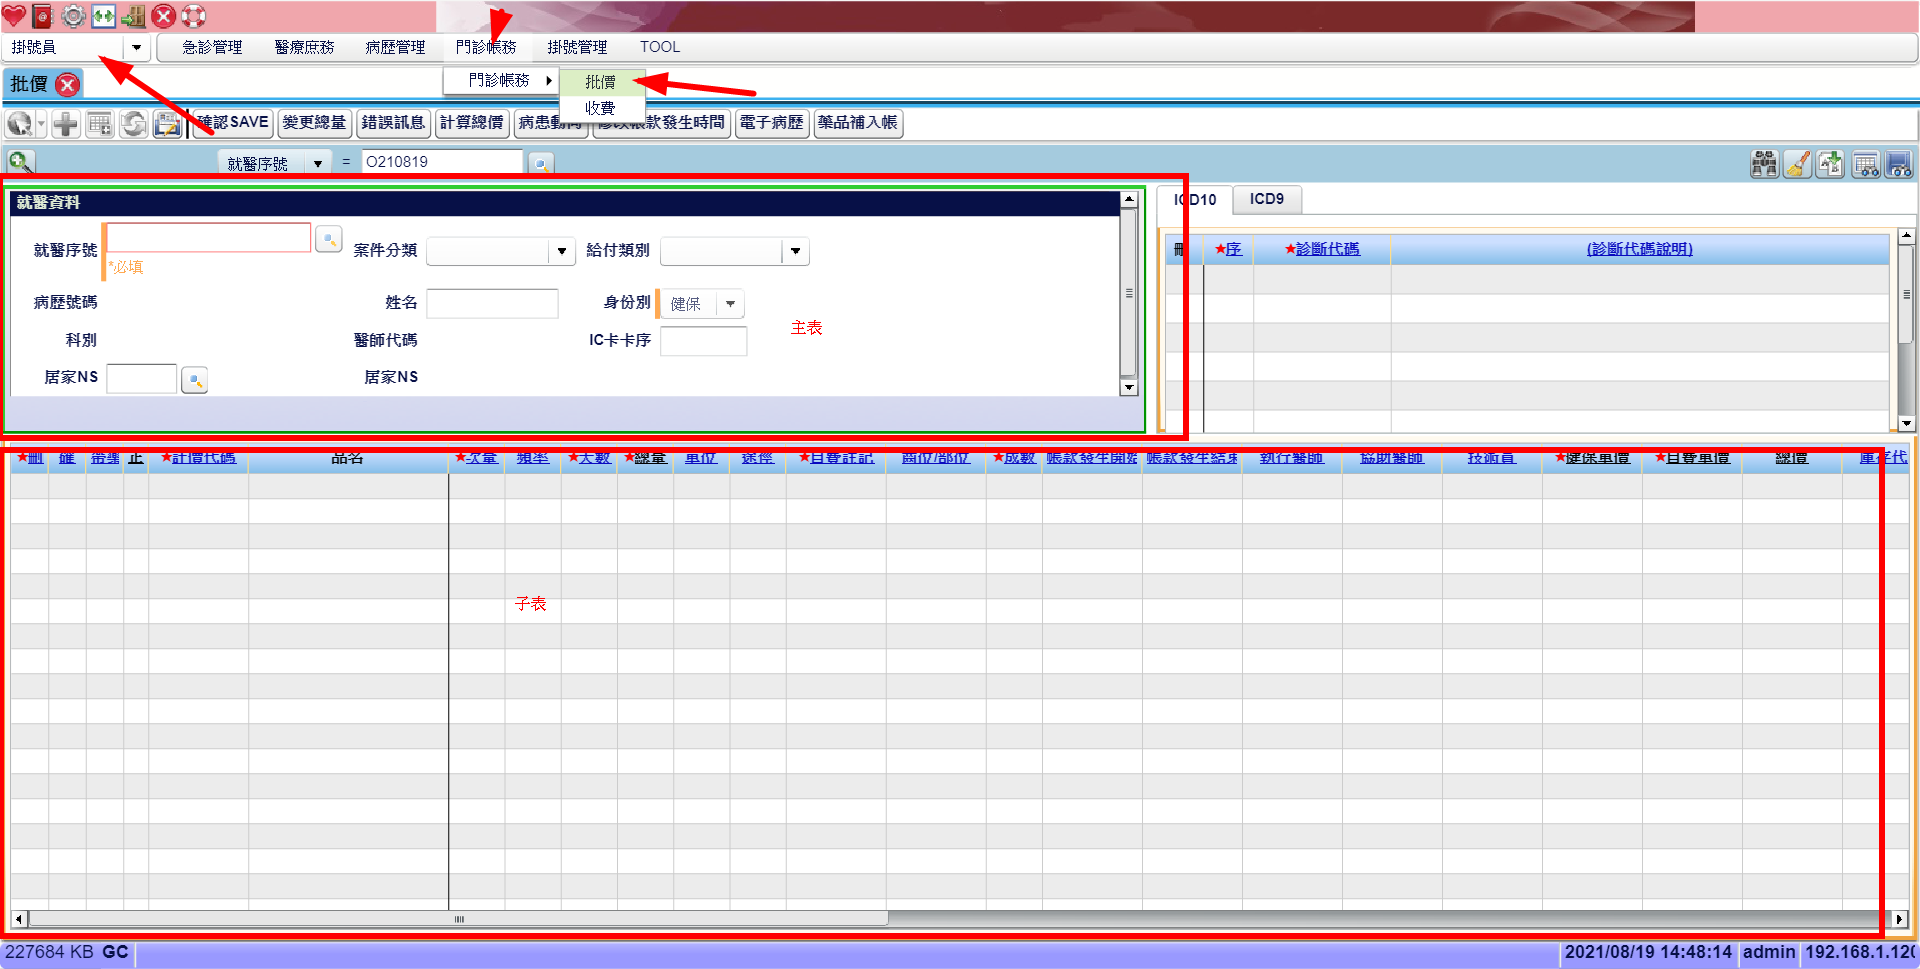 掛號員 急診管理 醫療庶務 病歷管理 門診帳務 掛號管理 TOOL
批價 門診帳務 批價
收費
確認SAVE 變更總量 錯誤訊息 計算總價 病患動向 修改帳款發生時間 電子病歷 藥品補入帳
就醫序號 = O210819
就醫資料
ICD10 ICD9
就醫序號 案件分類 給付類別
*必填
★序 ★診斷代碼 (診斷代碼說明)
病歷號碼 姓名 身份別 健保
主表
科別 醫師代碼 IC卡卡序
居家NS 居家NS
★刪 確 帶 正 ★計價代碼 品名 ★次量 頻率 ★天數 ★總量 單位 途徑 ★自費註記 齒位/部位 ★成數 帳款發生開始 帳款發生結束 執行醫師 協助醫師 技術員 ★健保單價 ★自費單價 總價 庫存代
子表
227684 KB GC 2021/08/19 14:48:14 admin 192.168.1.120